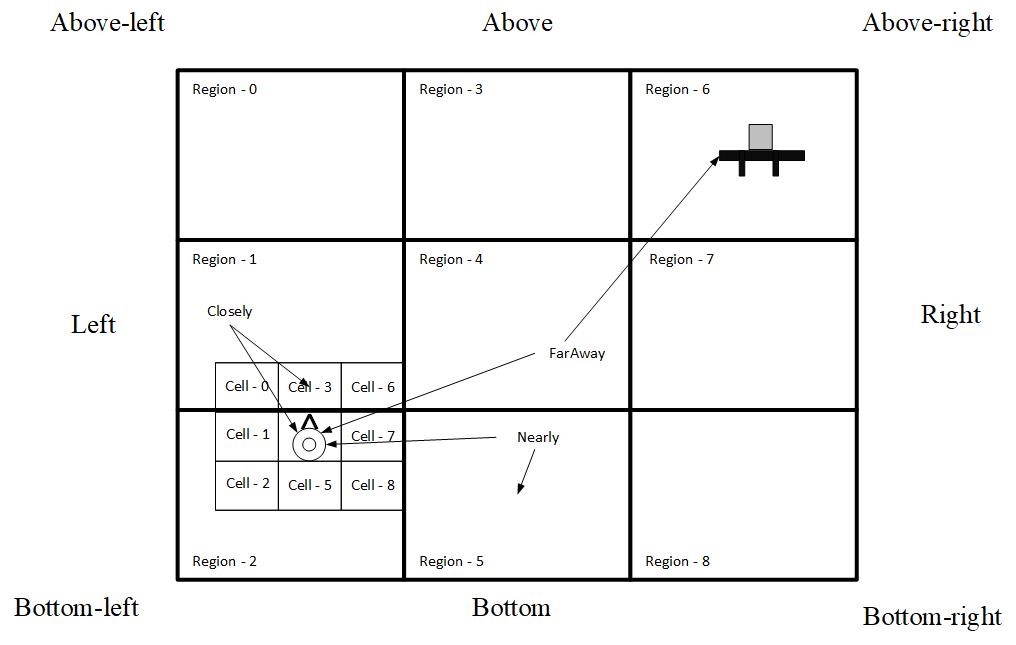 Above-left
Above
Above-right
Region - 0
Region - 3
Region - 6
Region - 1
Region - 4
Region - 7
Closely
Left
Right
FarAway
Cell - 0
Cell - 3
Cell - 6
Cell - 1
Cell - 7
Nearly
Cell - 2
Cell - 5
Cell - 8
Region - 2
Region - 5
Region - 8
Bottom-left
Bottom
Bottom-right